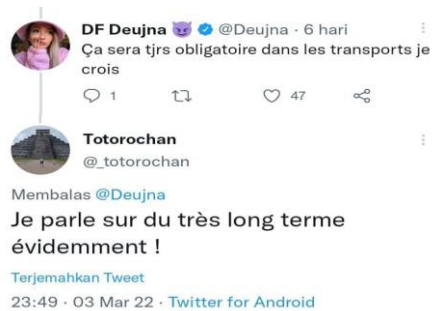 DF Deujna 😈 @Deujna · 6 hari
Ça sera tjrs obligatoire dans les transports je
crois
1 47
Totorochan
@_totorochan
Membalas @Deujna
Je parle sur du très long terme
évidemment !
Terjemahkan Tweet
23:49 · 03 Mar 22 · Twitter for Android